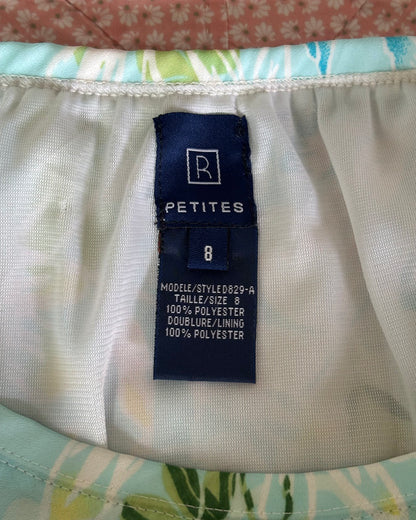 R
PETITES
8
MODELE/STYLED829-A
TAILLE/SIZE 8
100% POLYESTER
DOUBLURE/LINING
100% POLYESTER